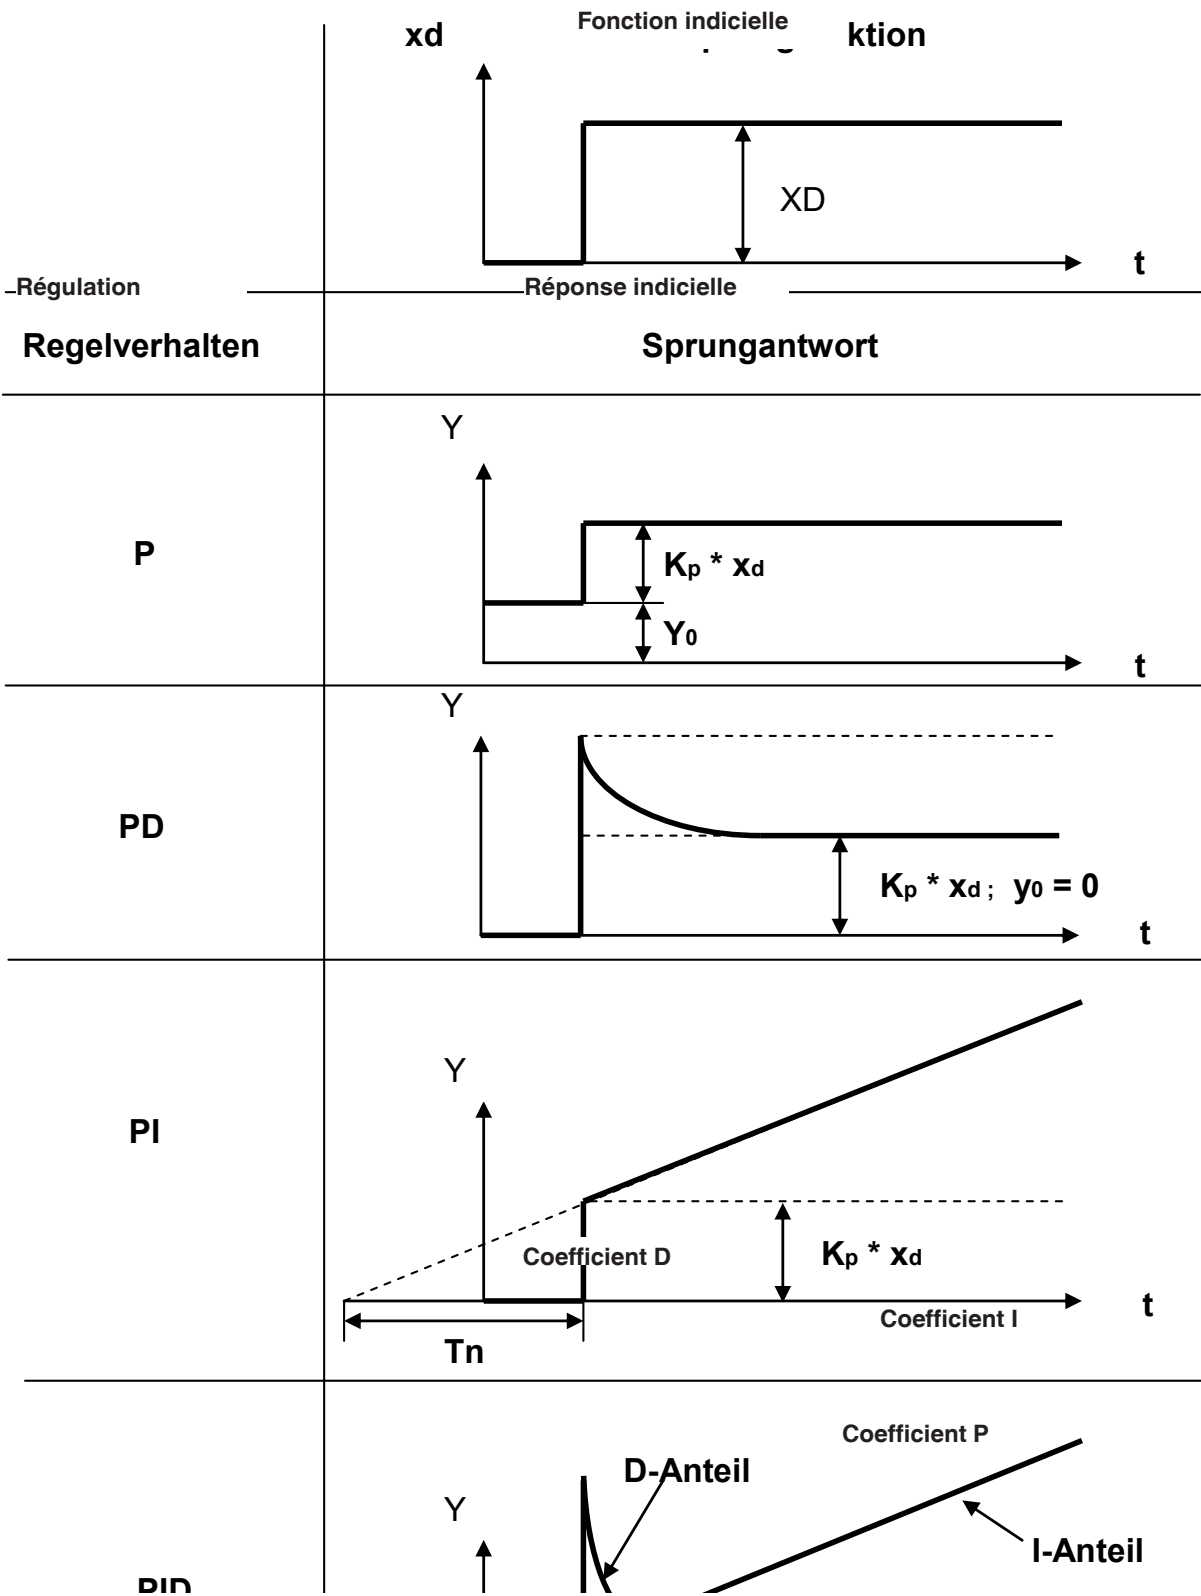 Fonction indicielle
xd ktion
XD
t
Régulation Réponse indicielle
Regelverhalten Sprungantwort
Y
P
Kp * xd
Y0
t
Y
PD
Kp * xd ; y0 = 0
t
Y
PI
Coefficient D
Kp * xd
t
Coefficient I
Tn
Coefficient P
D-Anteil
Y
I-Anteil
PID